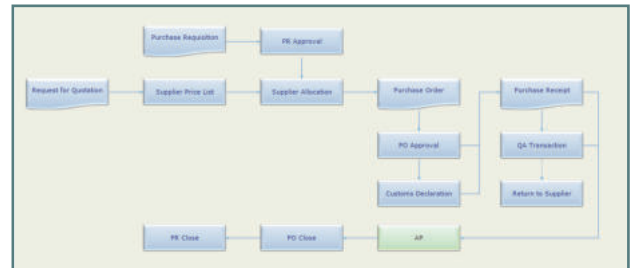 Purchase Requisition
PR Approval
Request for Quotation
Supplier Price List
Supplier Allocation
Purchase Order
Purchase Receipt
PO Approval
QA Transaction
Customs Declaration
Return to Supplier
PR Close
PO Close
AP